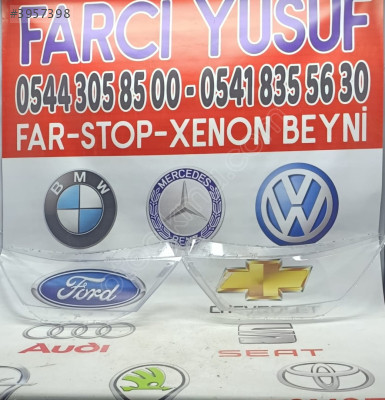 #3957398
FARCI YUSUF
0544 305 85 00 - 0541 835 56 30
FAR-STOP-XENON BEYNİ
BMW
MERCEDES
BENZ
Ford
CHEVROLET
Audi
SEAT